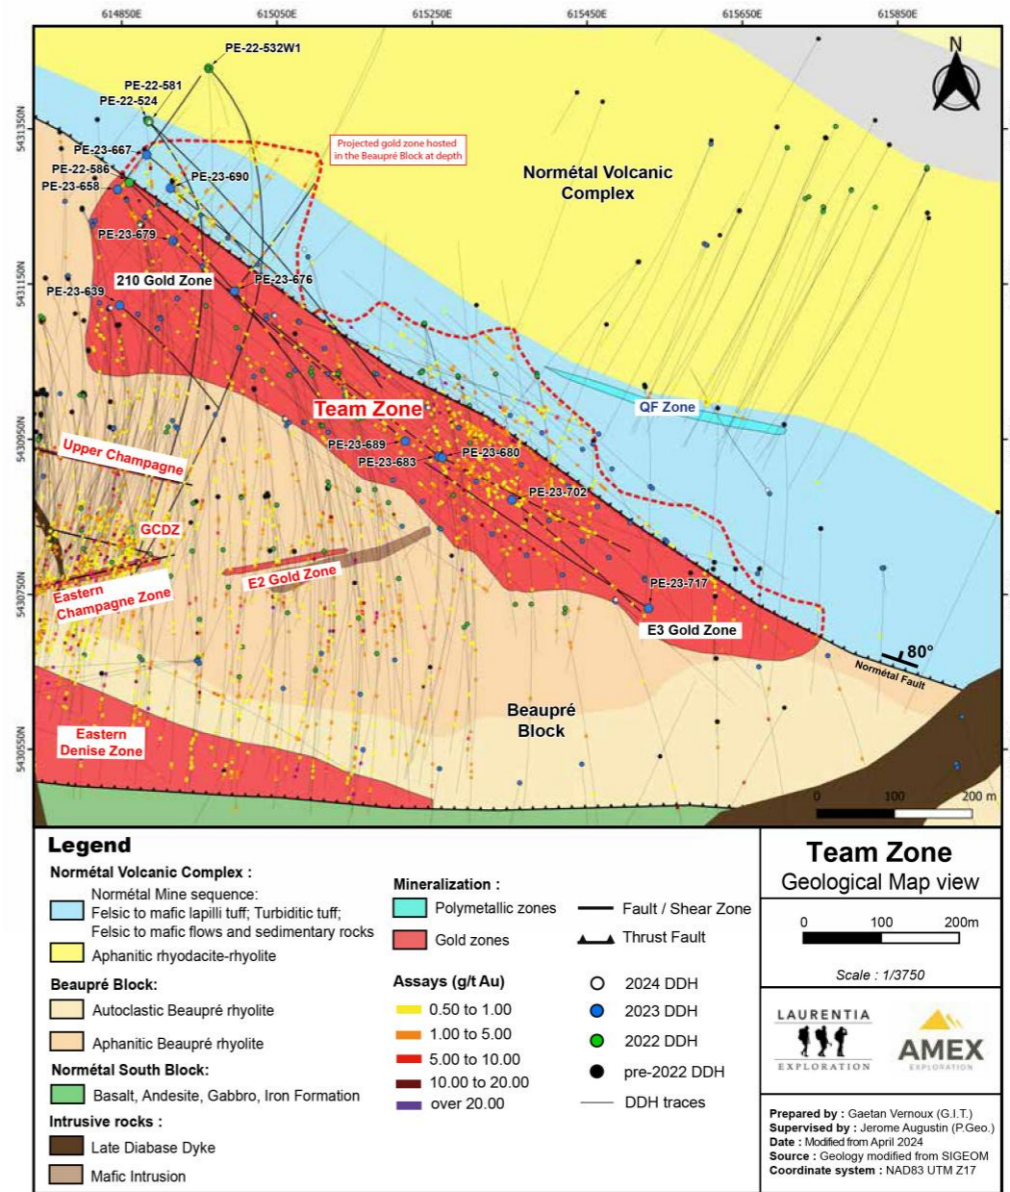 614850E 615050E 615250E 615450E 615650E 615850E
5431350N
5431150N
5430950N
5430750N
5430550N
N
PE-22-532W1
PE-22-581
PE-22-524
PE-23-667
PE-22-586
PE-23-658
PE-23-690
Projected gold zone hosted
in the Beaupré Block at depth
Normétal Volcanic
Complex
PE-23-679
210 Gold Zone
PE-23-676
PE-23-639
Team Zone
QF Zone
PE-23-689
PE-23-683
PE-23-680
Upper Champagne
PE-23-702
GCDZ
E2 Gold Zone
Eastern
Champagne Zone
PE-23-717
E3 Gold Zone
80°
Normétal Fault
Beaupré
Block
Eastern
Denise Zone
0 100 200 m
Legend
Normétal Volcanic Complex :
Normétal Mine sequence:
Felsic to mafic lapilli tuff; Turbiditic tuff;
Felsic to mafic flows and sedimentary rocks
Aphanitic rhyodacite-rhyolite
Beaupré Block:
Autoclastic Beaupré rhyolite
Aphanitic Beaupré rhyolite
Normétal South Block:
Basalt, Andesite, Gabbro, Iron Formation
Intrusive rocks :
Late Diabase Dyke
Mafic Intrusion
Mineralization :
Polymetallic zones
Gold zones
Fault / Shear Zone
Thrust Fault
Assays (g/t Au)
0.50 to 1.00
1.00 to 5.00
5.00 to 10.00
10.00 to 20.00
over 20.00
2024 DDH
2023 DDH
2022 DDH
pre-2022 DDH
DDH traces
Team Zone
Geological Map view
0 100 200m
Scale : 1/3750
LAURENTIA
EXPLORATION
AMEX
EXPLORATION
Prepared by : Gaetan Vernoux (G.I.T.)
Supervised by : Jerome Augustin (P.Geo.)
Date : Modified from April 2024
Source : Geology modified from SIGEOM
Coordinate system : NAD83 UTM Z17